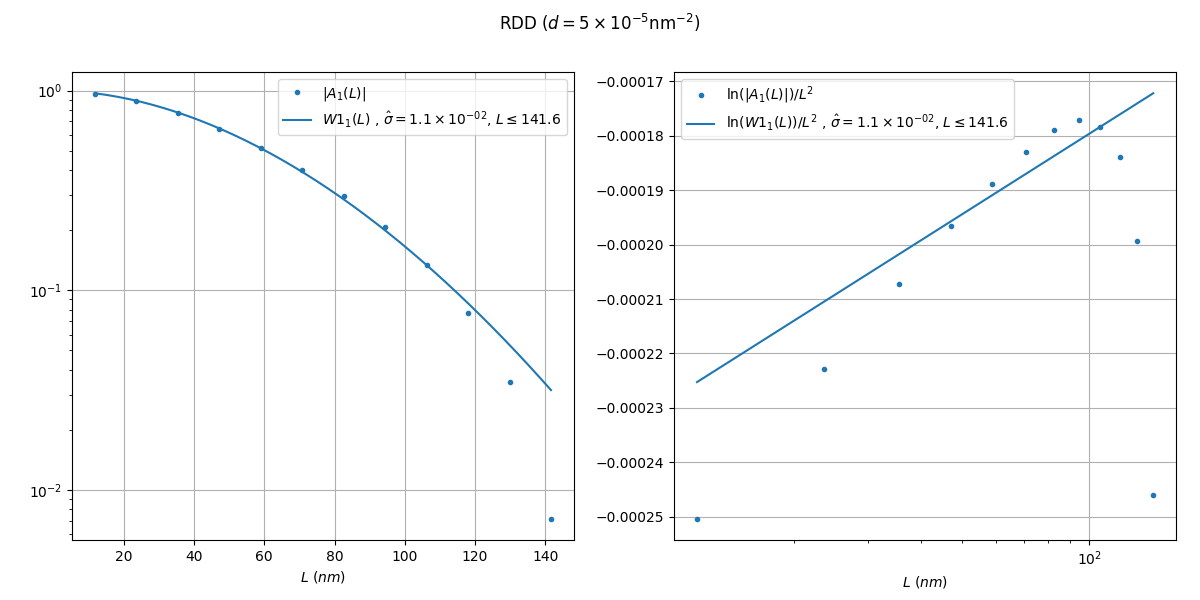 RDD ($d = 5 \times 10^{-5}\mathrm{nm}^{-2}$)
$|A_1(L)|$
$W1_1(L)$ , $\hat{\sigma} = 1.1 \times 10^{-02}$, $L \leq 141.6$
$10^0$
$10^{-1}$
$10^{-2}$
20 40 60 80 100 120 140
$L\ (nm)$
$\ln(|A_1(L)|)/L^2$
$\ln(W1_1(L))/L^2$ , $\hat{\sigma} = 1.1 \times 10^{-02}$, $L \leq 141.6$
−0.00017
−0.00018
−0.00019
−0.00020
−0.00021
−0.00022
−0.00023
−0.00024
−0.00025
$10^2$
$L\ (nm)$